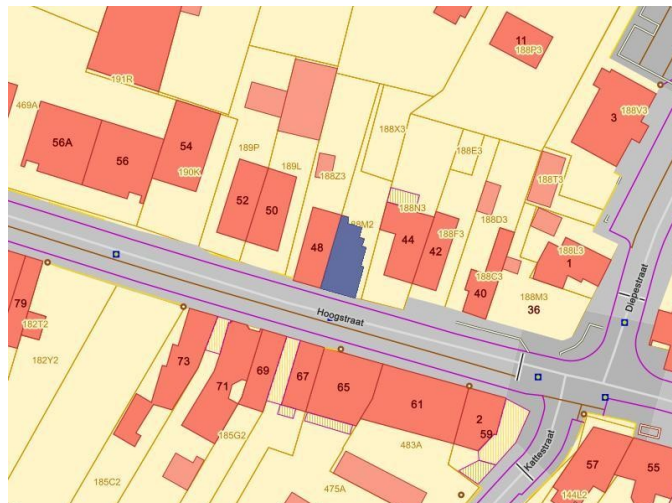 11
188P3
191R
3
188V3
469A
56A
56
54
190K
189P
189L
188X3
188E3
188Z3
188T3
52
50
48
188N3
44
42
188F3
188D3
188L3
1
188C3
40
188M3
36
Hoogstraat
Diepestraat
79
182T2
182Y2
73
71
69
67
65
61
2
59
185G2
483A
185C2
475A
Kattestraat
57
55
144L2